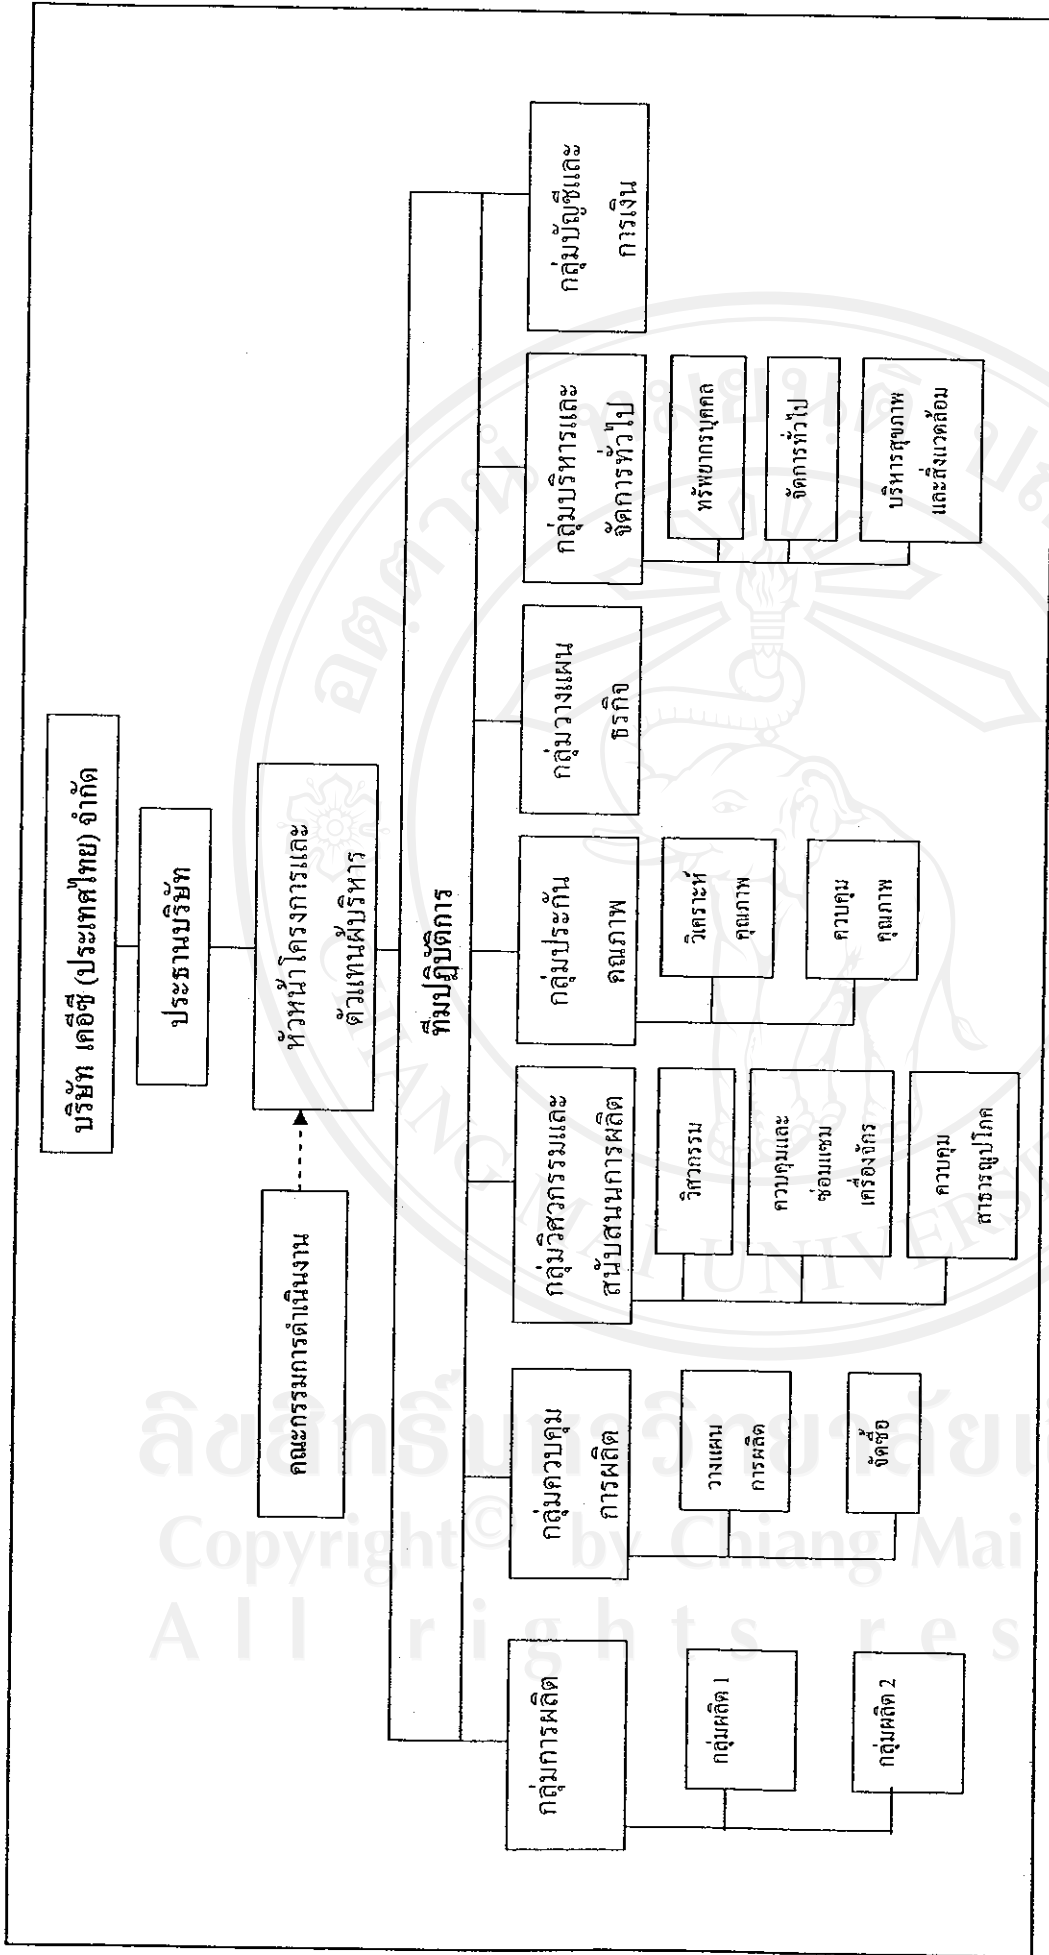 บริษัท เคอีซี (ประเทศไทย) จำกัด
ประธานบริษัท
หัวหน้าโครงการและ
ตัวแทนผู้บริหาร
คณะกรรมการดำเนินงาน
ทีมปฏิบัติการ
กลุ่มการผลิต
กลุ่มผลิต 1
กลุ่มผลิต 2
กลุ่มควบคุม
การผลิต
วางแผน
การผลิต
จัดซื้อ
กลุ่มวิศวกรรมและ
สนับสนุนการผลิต
วิศวกรรม
ควบคุมและ
ซ่อมแซม
เครื่องจักร
ควบคุม
สาธารณูปโภค
กลุ่มประกัน
คุณภาพ
วิเคราะห์
คุณภาพ
ควบคุม
คุณภาพ
กลุ่มวางแผน
ธุรกิจ
กลุ่มบริหารและ
จัดการทั่วไป
ทรัพยากรบุคคล
จัดการทั่วไป
บริหารสุขภาพ
และสิ่งแวดล้อม
กลุ่มบัญชีและ
การเงิน
Copyright© by Chiang Mai
All rights res
CHIANG MAI UNIVERS